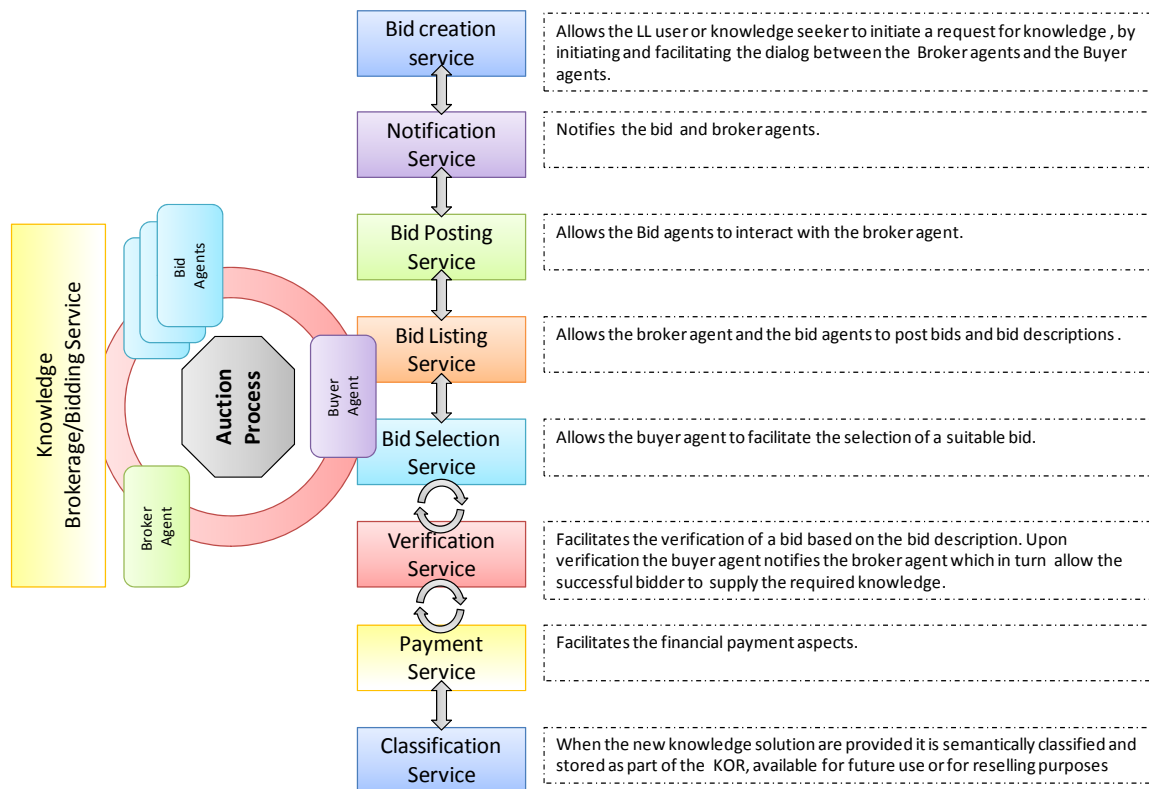 Bid creation
service
Allows the LL user or knowledge seeker to initiate a request for knowledge , by
initiating and facilitating the dialog between the Broker agents and the Buyer
agents.
Notification
Service
Notifies the bid and broker agents.
Bid Posting
Service
Allows the Bid agents to interact with the broker agent.
Bid Listing
Service
Allows the broker agent and the bid agents to post bids and bid descriptions .
Bid Selection
Service
Allows the buyer agent to facilitate the selection of a suitable bid.
Verification
Service
Facilitates the verification of a bid based on the bid description. Upon
verification the buyer agent notifies the broker agent which in turn allow the
successful bidder to supply the required knowledge.
Payment
Service
Facilitates the financial payment aspects.
Classification
Service
When the new knowledge solution are provided it is semantically classified and
stored as part of the KOR, available for future use or for reselling purposes
Knowledge
Brokerage/Bidding Service
Bid
Agents
Auction
Process
Buyer
Agent
Broker
Agent